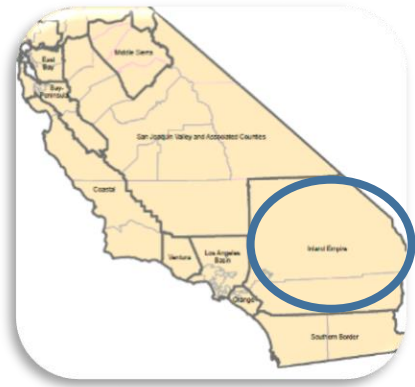 Middle Sierra
East
Bay
Bay-
Peninsula
San Joaquin Valley and Associated Counties
Coastal
Inland Empire
Ventura
Los Angeles
Basin
Orange
Southern Border